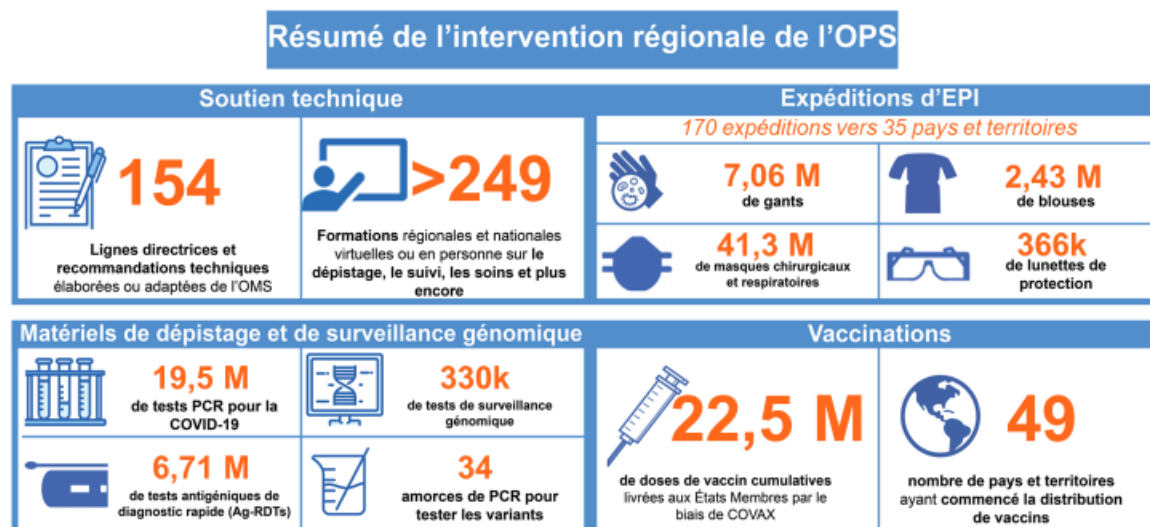 Résumé de l’intervention régionale de l’OPS
Soutien technique
154
Lignes directrices et
recommandations techniques
élaborées ou adaptées de l’OMS
>249
Formations régionales et nationales
virtuelles ou en personne sur le
dépistage, le suivi, les soins et plus
encore
Expéditions d’EPI
170 expéditions vers 35 pays et territoires
7,06 M
de gants
2,43 M
de blouses
41,3 M
de masques chirurgicaux
et respiratoires
366k
de lunettes de
protection
Matériels de dépistage et de surveillance génomique
19,5 M
de tests PCR pour la
COVID-19
330k
de tests de surveillance
génomique
6,71 M
de tests antigéniques de
diagnostic rapide (Ag-RDTs)
34
amorces de PCR pour
tester les variants
Vaccinations
22,5 M
de doses de vaccin cumulatives
livrées aux États Membres par le
biais de COVAX
49
nombre de pays et territoires
ayant commencé la distribution
de vaccins